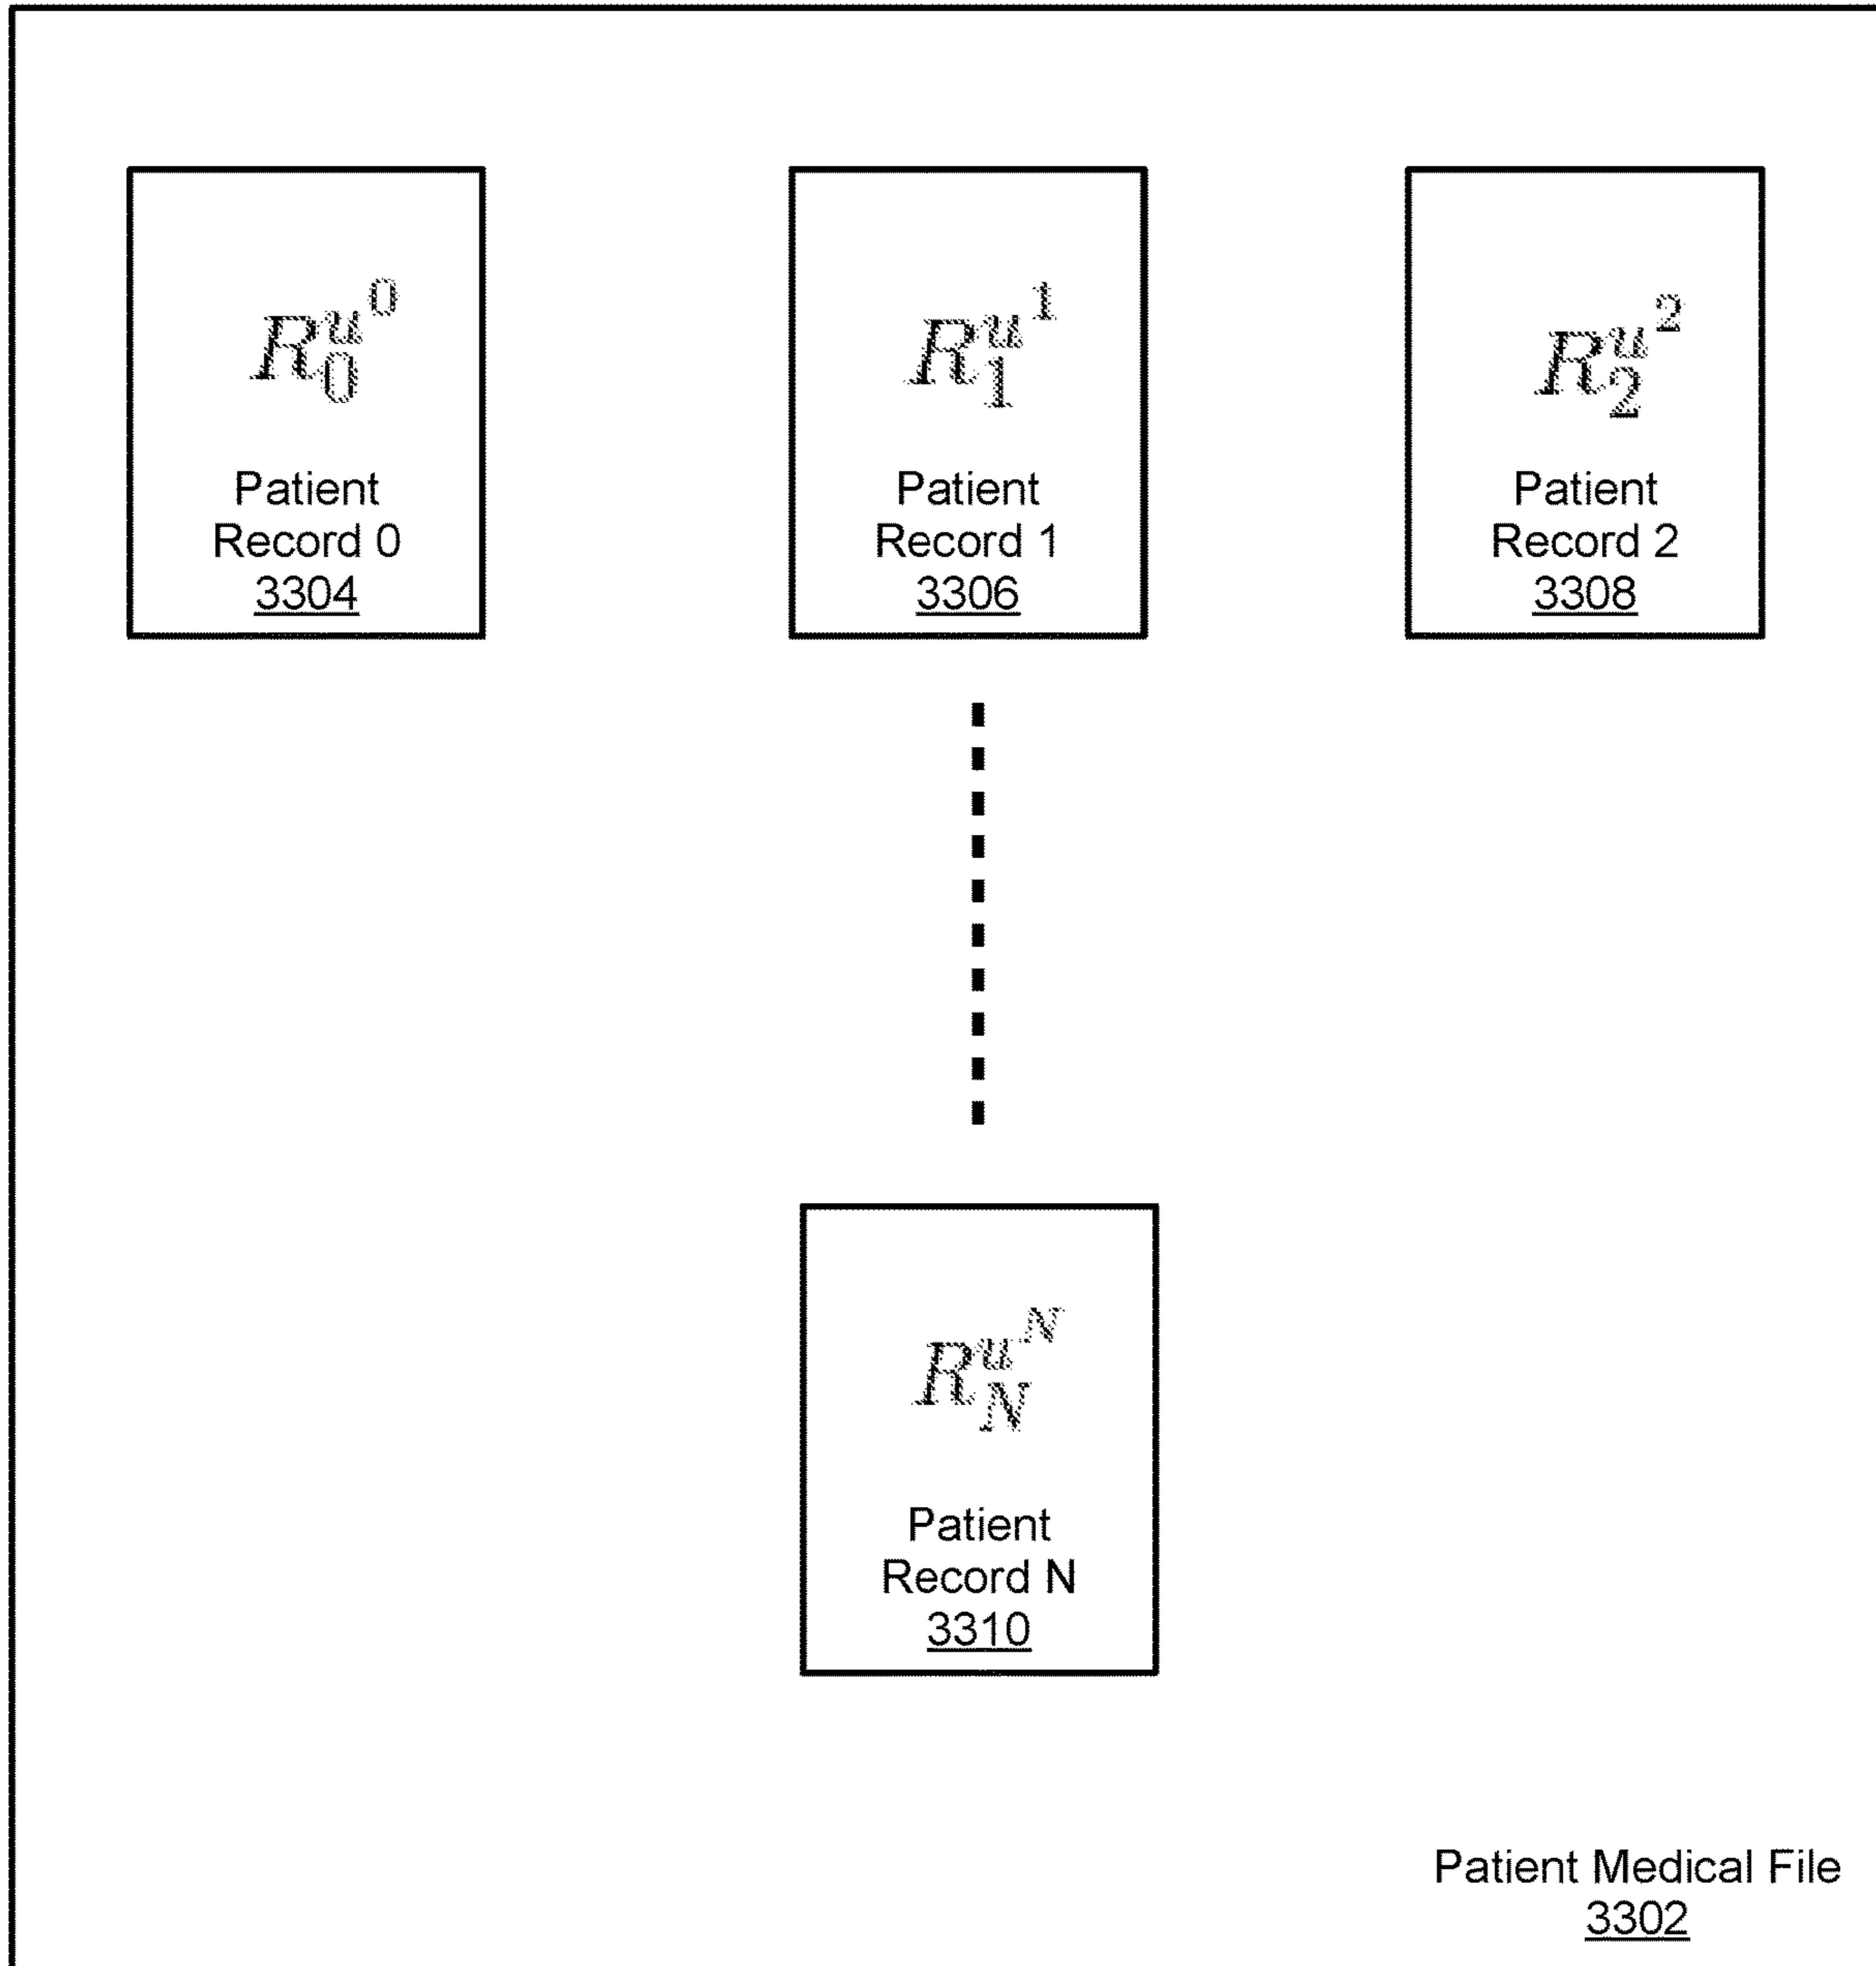 R_0^{u^0}
Patient
Record 0
3304
R_1^{u^1}
Patient
Record 1
3306
R_2^{u^2}
Patient
Record 2
3308
R_N^{u^N}
Patient
Record N
3310
Patient Medical File
3302